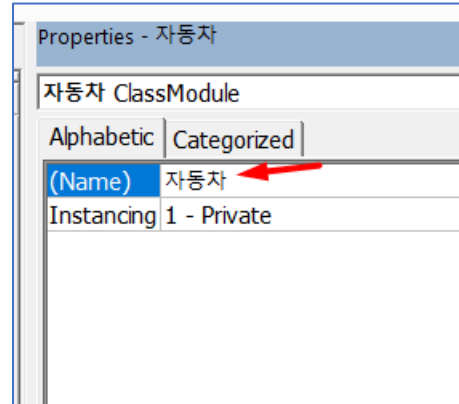 Properties - 자동차
자동차 ClassModule
Alphabetic Categorized
(Name) 자동차
Instancing 1 - Private